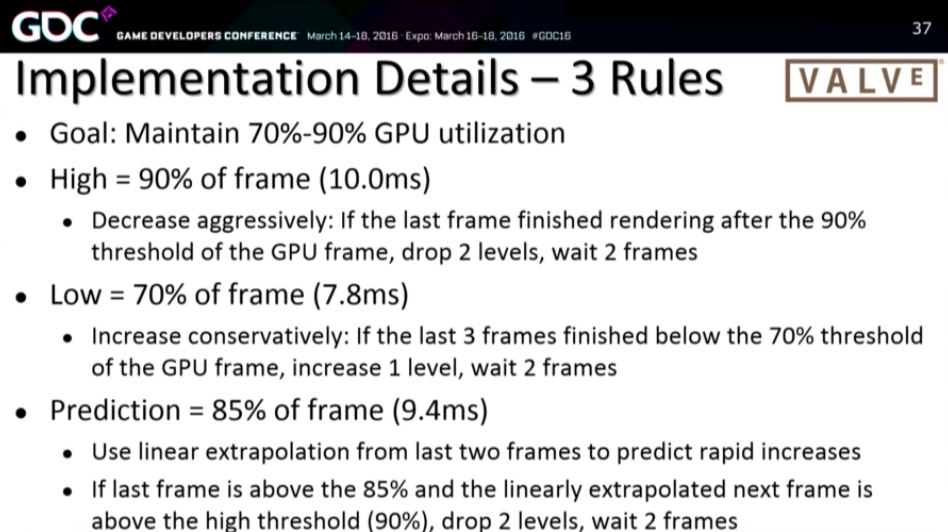 GDC GAME DEVELOPERS CONFERENCE March 14-18, 2016 · Expo: March 16-18, 2016 #GDC16
37
Implementation Details – 3 Rules
VALVE
• Goal: Maintain 70%-90% GPU utilization
• High = 90% of frame (10.0ms)
• Decrease aggressively: If the last frame finished rendering after the 90%
threshold of the GPU frame, drop 2 levels, wait 2 frames
• Low = 70% of frame (7.8ms)
• Increase conservatively: If the last 3 frames finished below the 70% threshold
of the GPU frame, increase 1 level, wait 2 frames
• Prediction = 85% of frame (9.4ms)
• Use linear extrapolation from last two frames to predict rapid increases
• If last frame is above the 85% and the linearly extrapolated next frame is
above the high threshold (90%), drop 2 levels, wait 2 frames